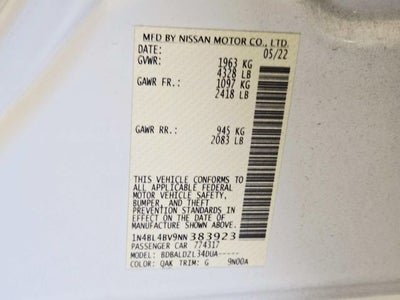 MFD BY NISSAN MOTOR CO., LTD.
DATE: 05/22
GVWR: 1963 KG
4328 LB
GAWR FR.: 1097 KG
2418 LB
GAWR RR.: 945 KG
2083 LB
THIS VEHICLE CONFORMS TO
ALL APPLICABLE FEDERAL
MOTOR VEHICLE SAFETY,
BUMPER, AND THEFT
PREVENTION STANDARDS IN
EFFECT ON THE DATE OF
MANUFACTURE SHOWN ABOVE.
1N4BL4BV9NN383923
PASSENGER CAR 774317
MODEL: BDBALDZL34DUA-----
COLOR: QAK TRIM: G 9N00A